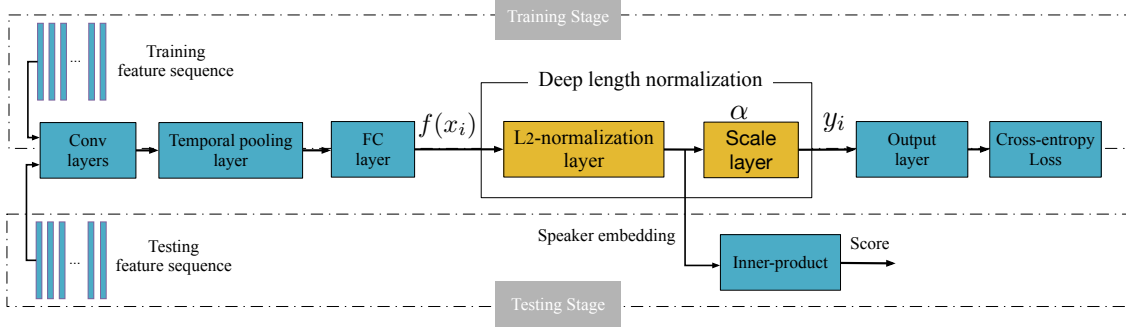 Training Stage
Training
feature sequence
...
Deep length normalization
Conv
layers
Temporal pooling
layer
FC
layer
f(x_i)
L2-normalization
layer
α
Scale
layer
y_i
Output
layer
Cross-entropy
Loss
Testing
feature sequence
...
Speaker embedding
Inner-product
Score
Testing Stage